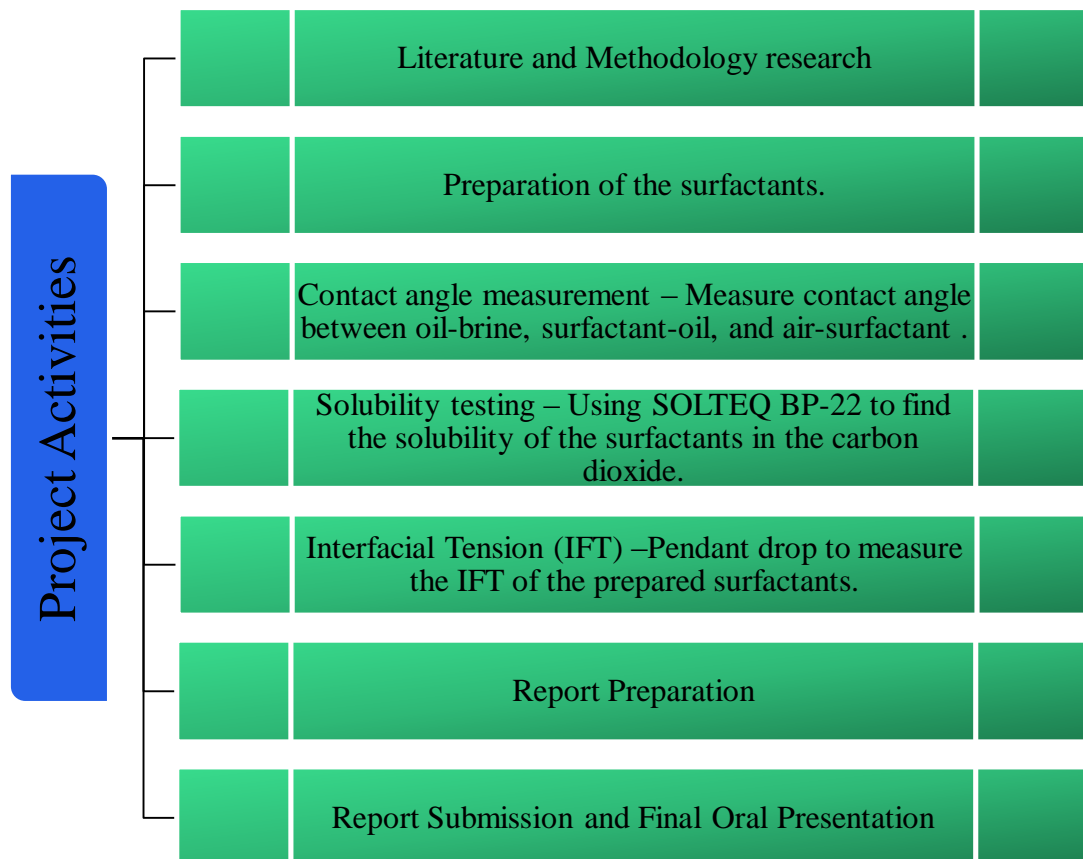 Project Activities
Literature and Methodology research
Preparation of the surfactants.
Contact angle measurement – Measure contact angle
between oil-brine, surfactant-oil, and air-surfactant .
Solubility testing – Using SOLTEQ BP-22 to find
the solubility of the surfactants in the carbon
dioxide.
Interfacial Tension (IFT) –Pendant drop to measure
the IFT of the prepared surfactants.
Report Preparation
Report Submission and Final Oral Presentation